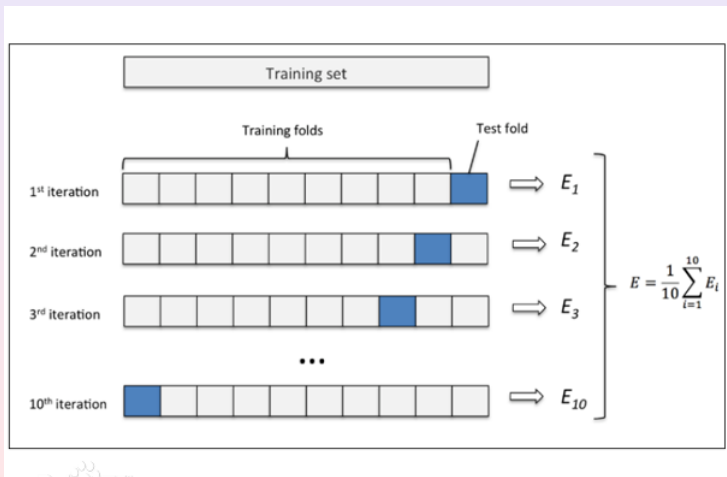 Training set
Training folds
Test fold
1st iteration
E1
2nd iteration
E2
E = 1/10 10∑i=1 Ei
3rd iteration
E3
...
10th iteration
E10